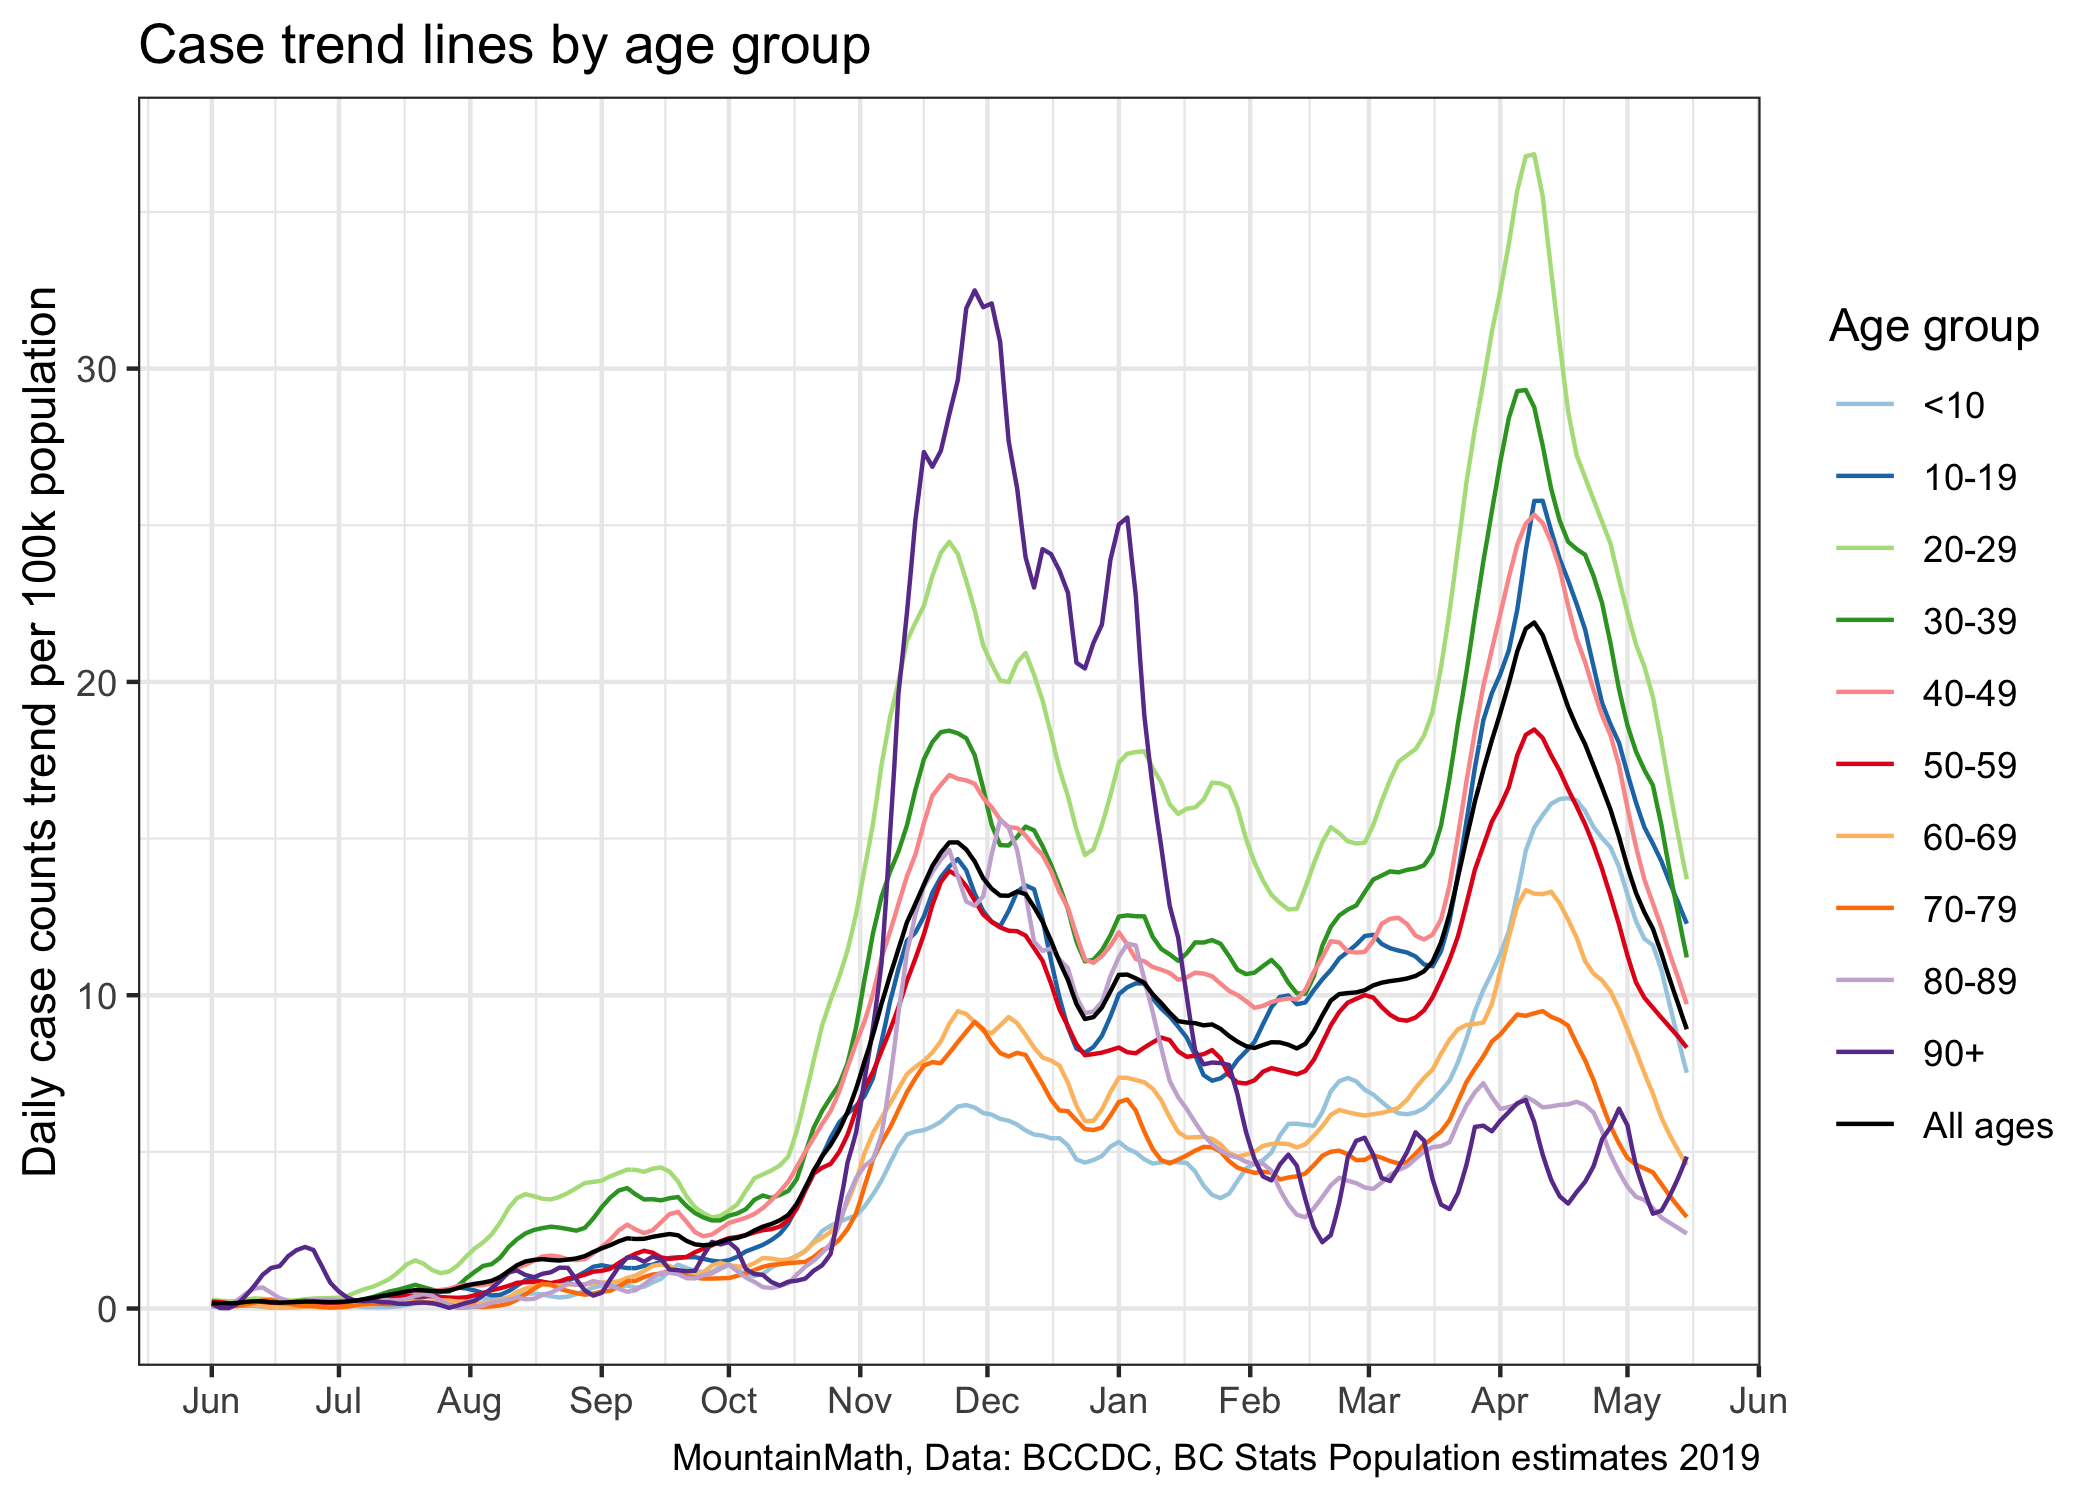 Case trend lines by age group
Daily case counts trend per 100k population
30
20
10
0
Jun Jul Aug Sep Oct Nov Dec Jan Feb Mar Apr May Jun
Age group
<10
10-19
20-29
30-39
40-49
50-59
60-69
70-79
80-89
90+
All ages
MountainMath, Data: BCCDC, BC Stats Population estimates 2019